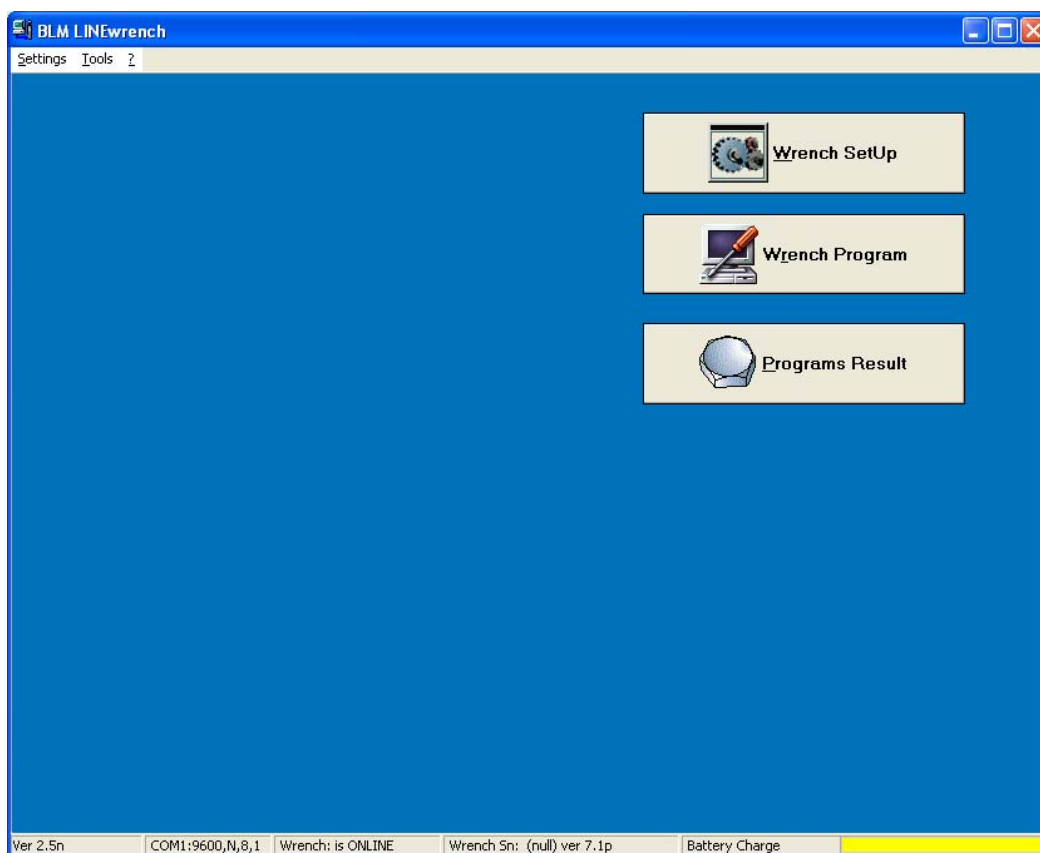 BLM LINEwrench
Settings Tools ?
Wrench SetUp
Wrench Program
Programs Result
Ver 2.5n COM1:9600,N,8,1 Wrench: is ONLINE Wrench Sn: (null) ver 7.1p Battery Charge